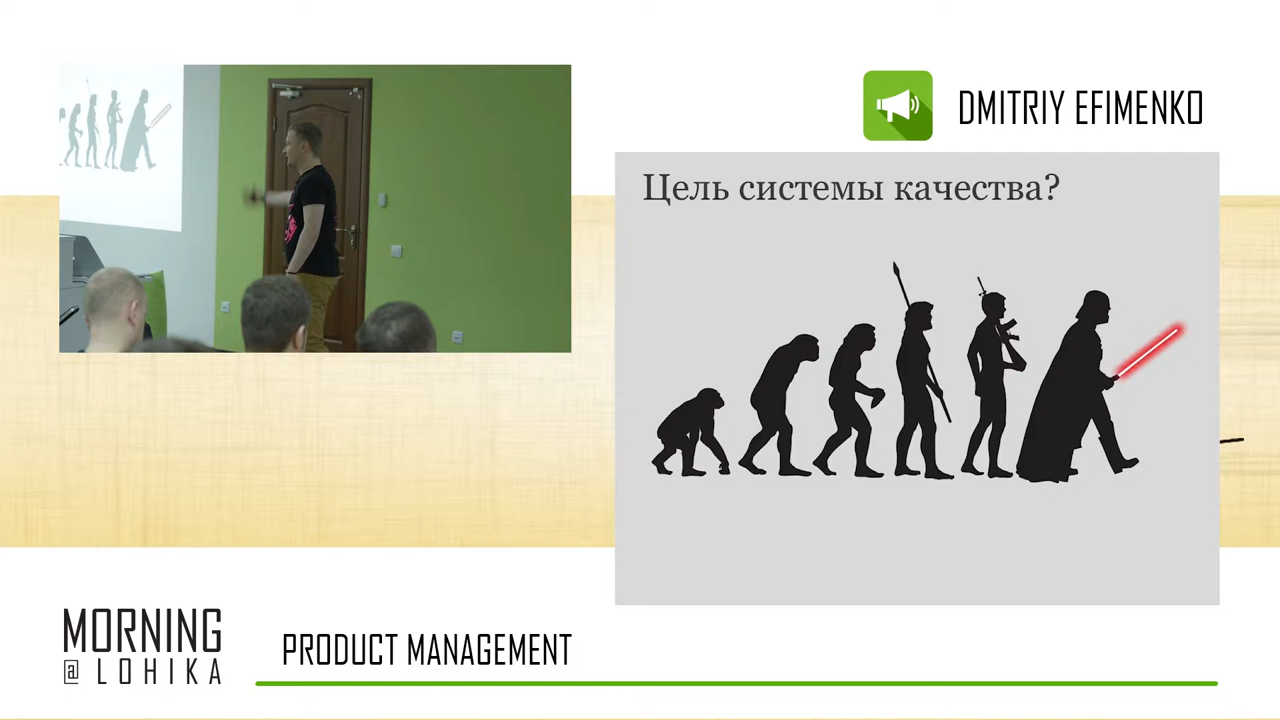 DMITRIY EFIMENKO
Цель системы качества?
MORNING
@ LOHIKA
PRODUCT MANAGEMENT